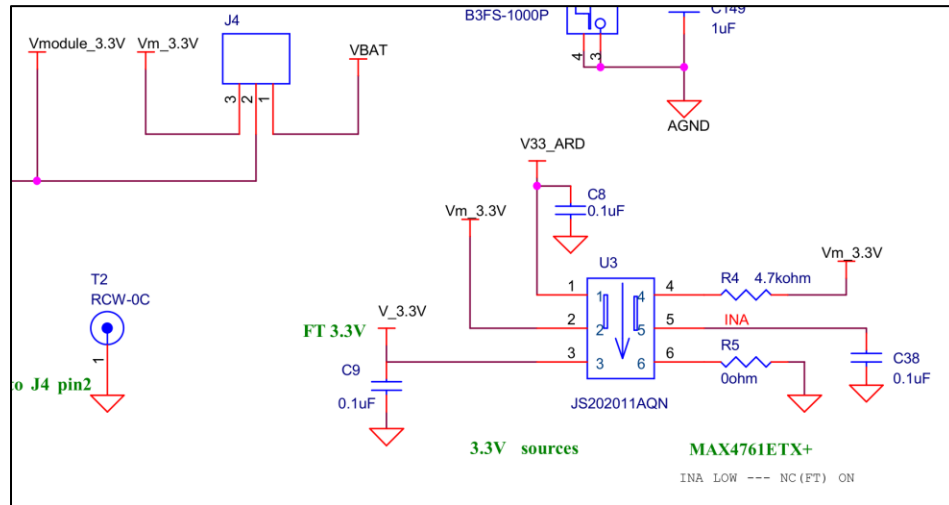 B3FS-1000P
C149
1uF
4
3
AGND
J4
Vmodule_3.3V
Vm_3.3V
VBAT
3
2
1
V33_ARD
C8
0.1uF
Vm_3.3V
U3
1
2
3
1
2
3
4
5
6
4
5
6
JS202011AQN
R4 4.7kohm
Vm_3.3V
INA
R5
0ohm
C38
0.1uF
T2
RCW-0C
1
to J4 pin2
FT 3.3V
V_3.3V
C9
0.1uF
3.3V sources
MAX4761ETX+
INA LOW --- NC(FT) ON